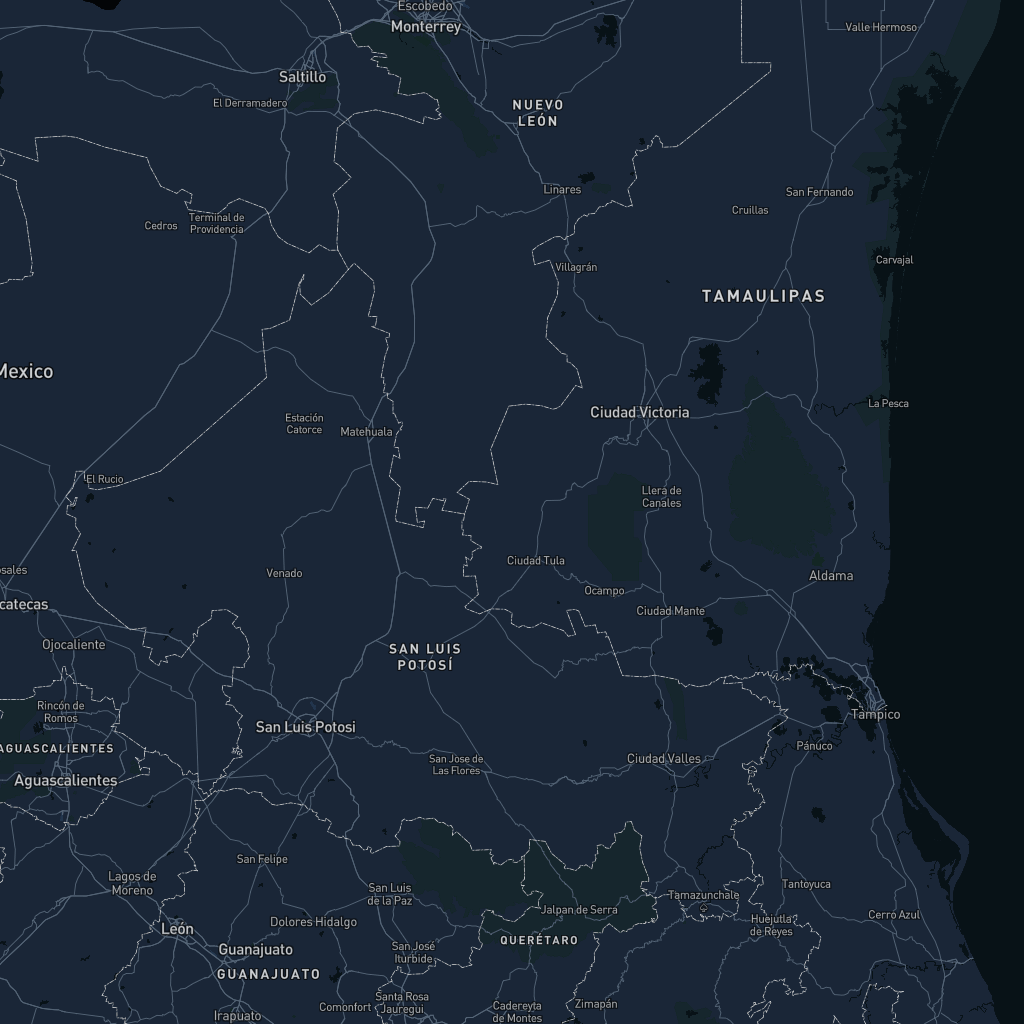 Escobedo
Monterrey
Valle Hermoso
Saltillo
El Derramadero
NUEVO
LEÓN
Linares
San Fernando
Cruillas
Cedros
Terminal de
Providencia
Villagrán
Carvajal
TAMAULIPAS
Mexico
La Pesca
Ciudad Victoria
Estación
Catorce
Matehuala
El Rucio
Llera de
Canales
osales
Venado
Ciudad Tula
Ocampo
Aldama
catecas
Ciudad Mante
Ojocaliente
SAN LUIS
POTOSÍ
Rincón de
Romos
San Luis Potosi
Tampico
AGUASCALIENTES
Pánuco
San Jose de
Las Flores
Ciudad Valles
Aguascalientes
San Felipe
Lagos de
Moreno
San Luis
de la Paz
Tamazunchale
Tantoyuca
Jalpan de Serra
Cerro Azul
Dolores Hidalgo
Huejutla
de Reyes
León
Guanajuato
San José
Iturbide
QUERÉTARO
GUANAJUATO
Comonfort
Santa Rosa
Jauregui
Cadereyta
de Montes
Zimapán
Irapuato